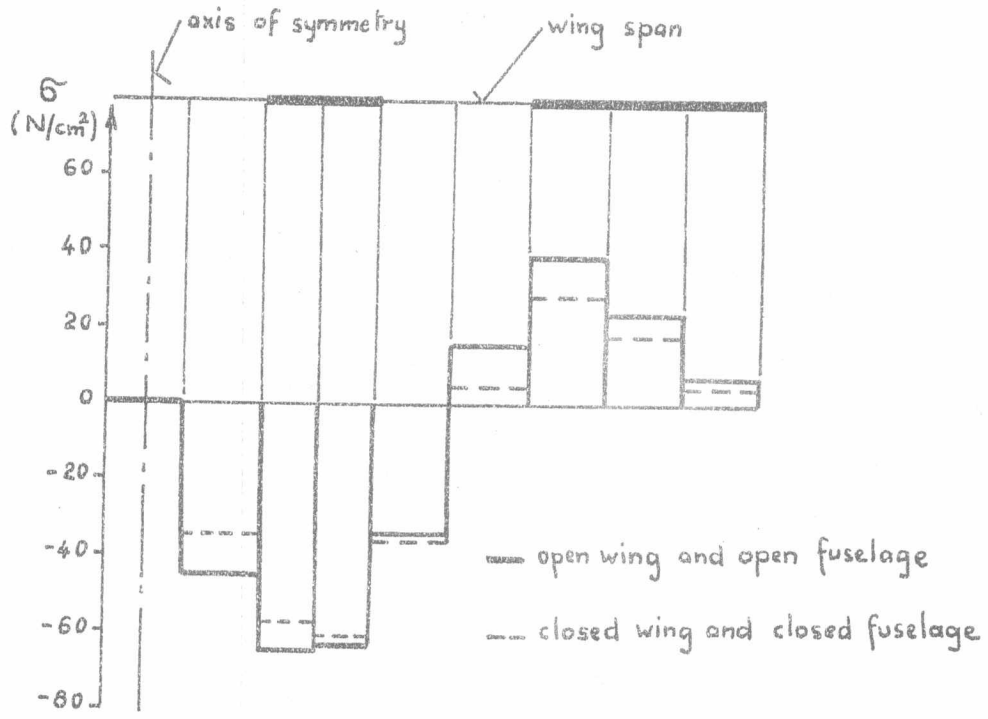 axis of symmetry
wing span
σ
(N/cm²)
60
40
20
0
-20
-40
-60
-80
open wing and open fuselage
closed wing and closed fuselage